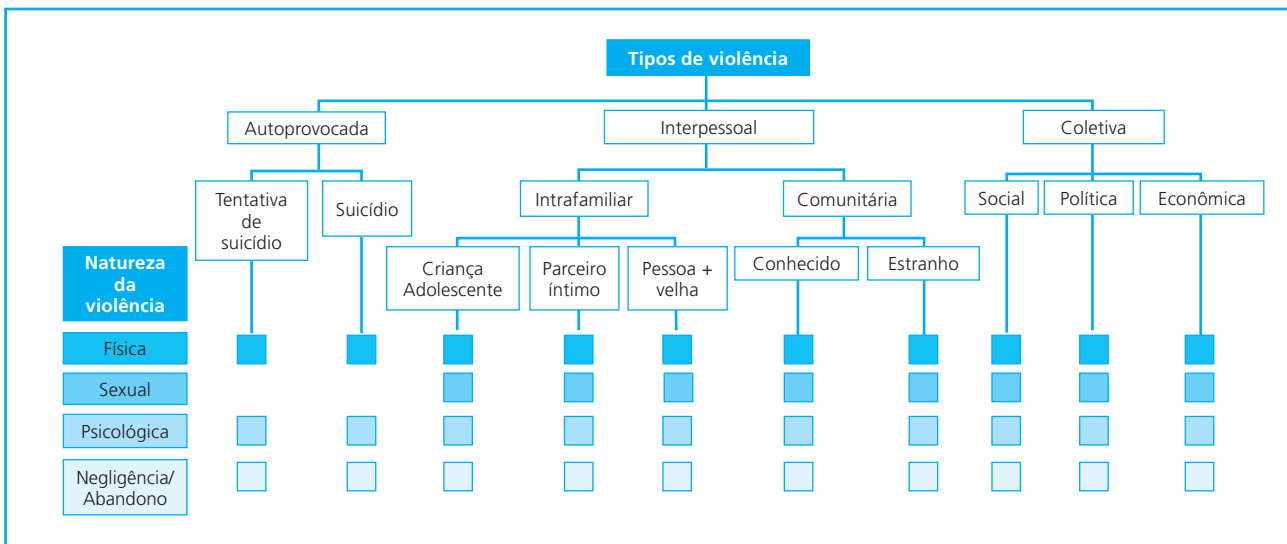 Tipos de violência
Autoprovocada
Interpessoal
Coletiva
Tentativa
de
suicídio
Suicídio
Intrafamiliar
Comunitária
Social
Política
Econômica
Criança
Adolescente
Parceiro
íntimo
Pessoa +
velha
Conhecido
Estranho
Natureza
da
violência
Física
Sexual
Psicológica
Negligência/
Abandono